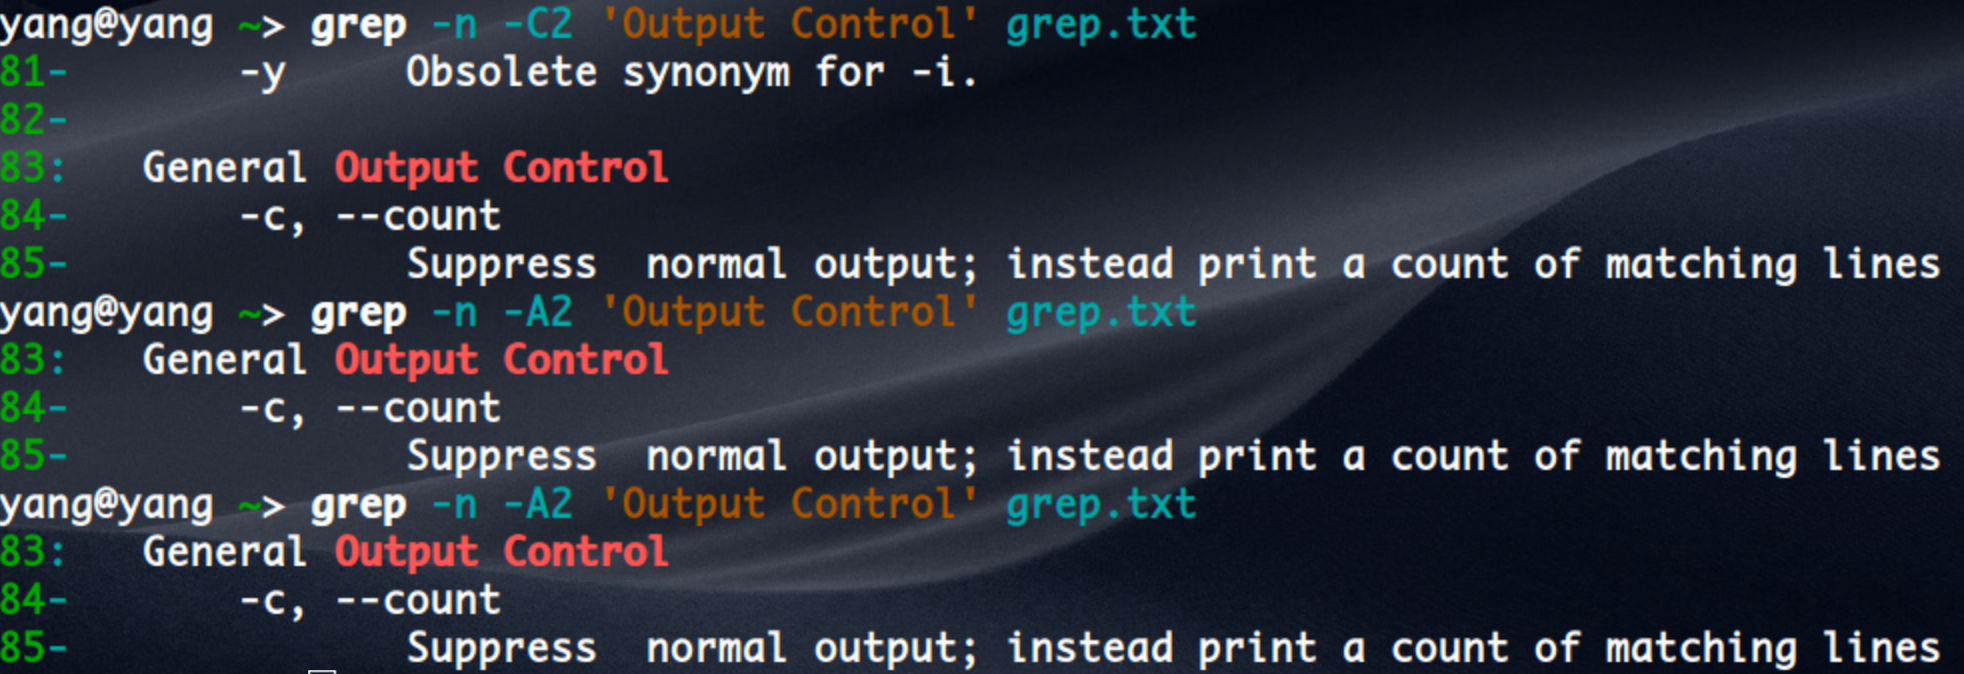 yang@yang ~> grep -n -C2 'Output Control' grep.txt
81-       -y     Obsolete synonym for -i.
82-
83:   General Output Control
84-       -c, --count
85-              Suppress  normal output; instead print a count of matching lines
yang@yang ~> grep -n -A2 'Output Control' grep.txt
83:   General Output Control
84-       -c, --count
85-              Suppress  normal output; instead print a count of matching lines
yang@yang ~> grep -n -A2 'Output Control' grep.txt
83:   General Output Control
84-       -c, --count
85-              Suppress  normal output; instead print a count of matching lines